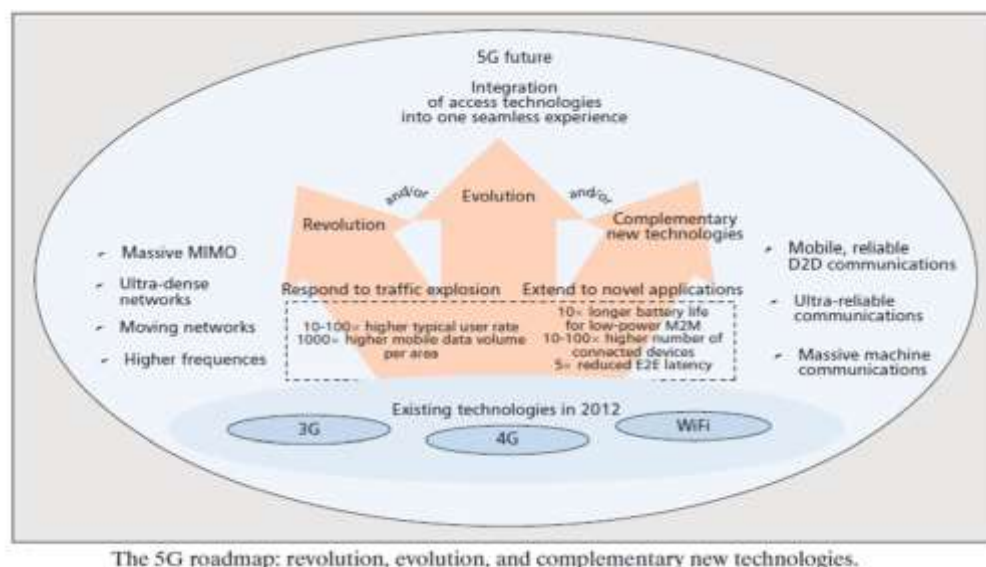 5G future
Integration
of access technologies
into one seamless experience
and/or
Evolution
and/or
Revolution
Complementary
new technologies
Massive MIMO
Ultra-dense
networks
Moving networks
Higher frequencies
Mobile, reliable
D2D communications
Ultra-reliable
communications
Massive machine
communications
Respond to traffic explosion
10-100× higher typical user rate
1000× higher mobile data volume
per area
Extend to novel applications
10× longer battery life
for low-power M2M
10-100× higher number of
connected devices
5× reduced E2E latency
Existing technologies in 2012
3G
4G
WiFi
The 5G roadmap: revolution, evolution, and complementary new technologies.